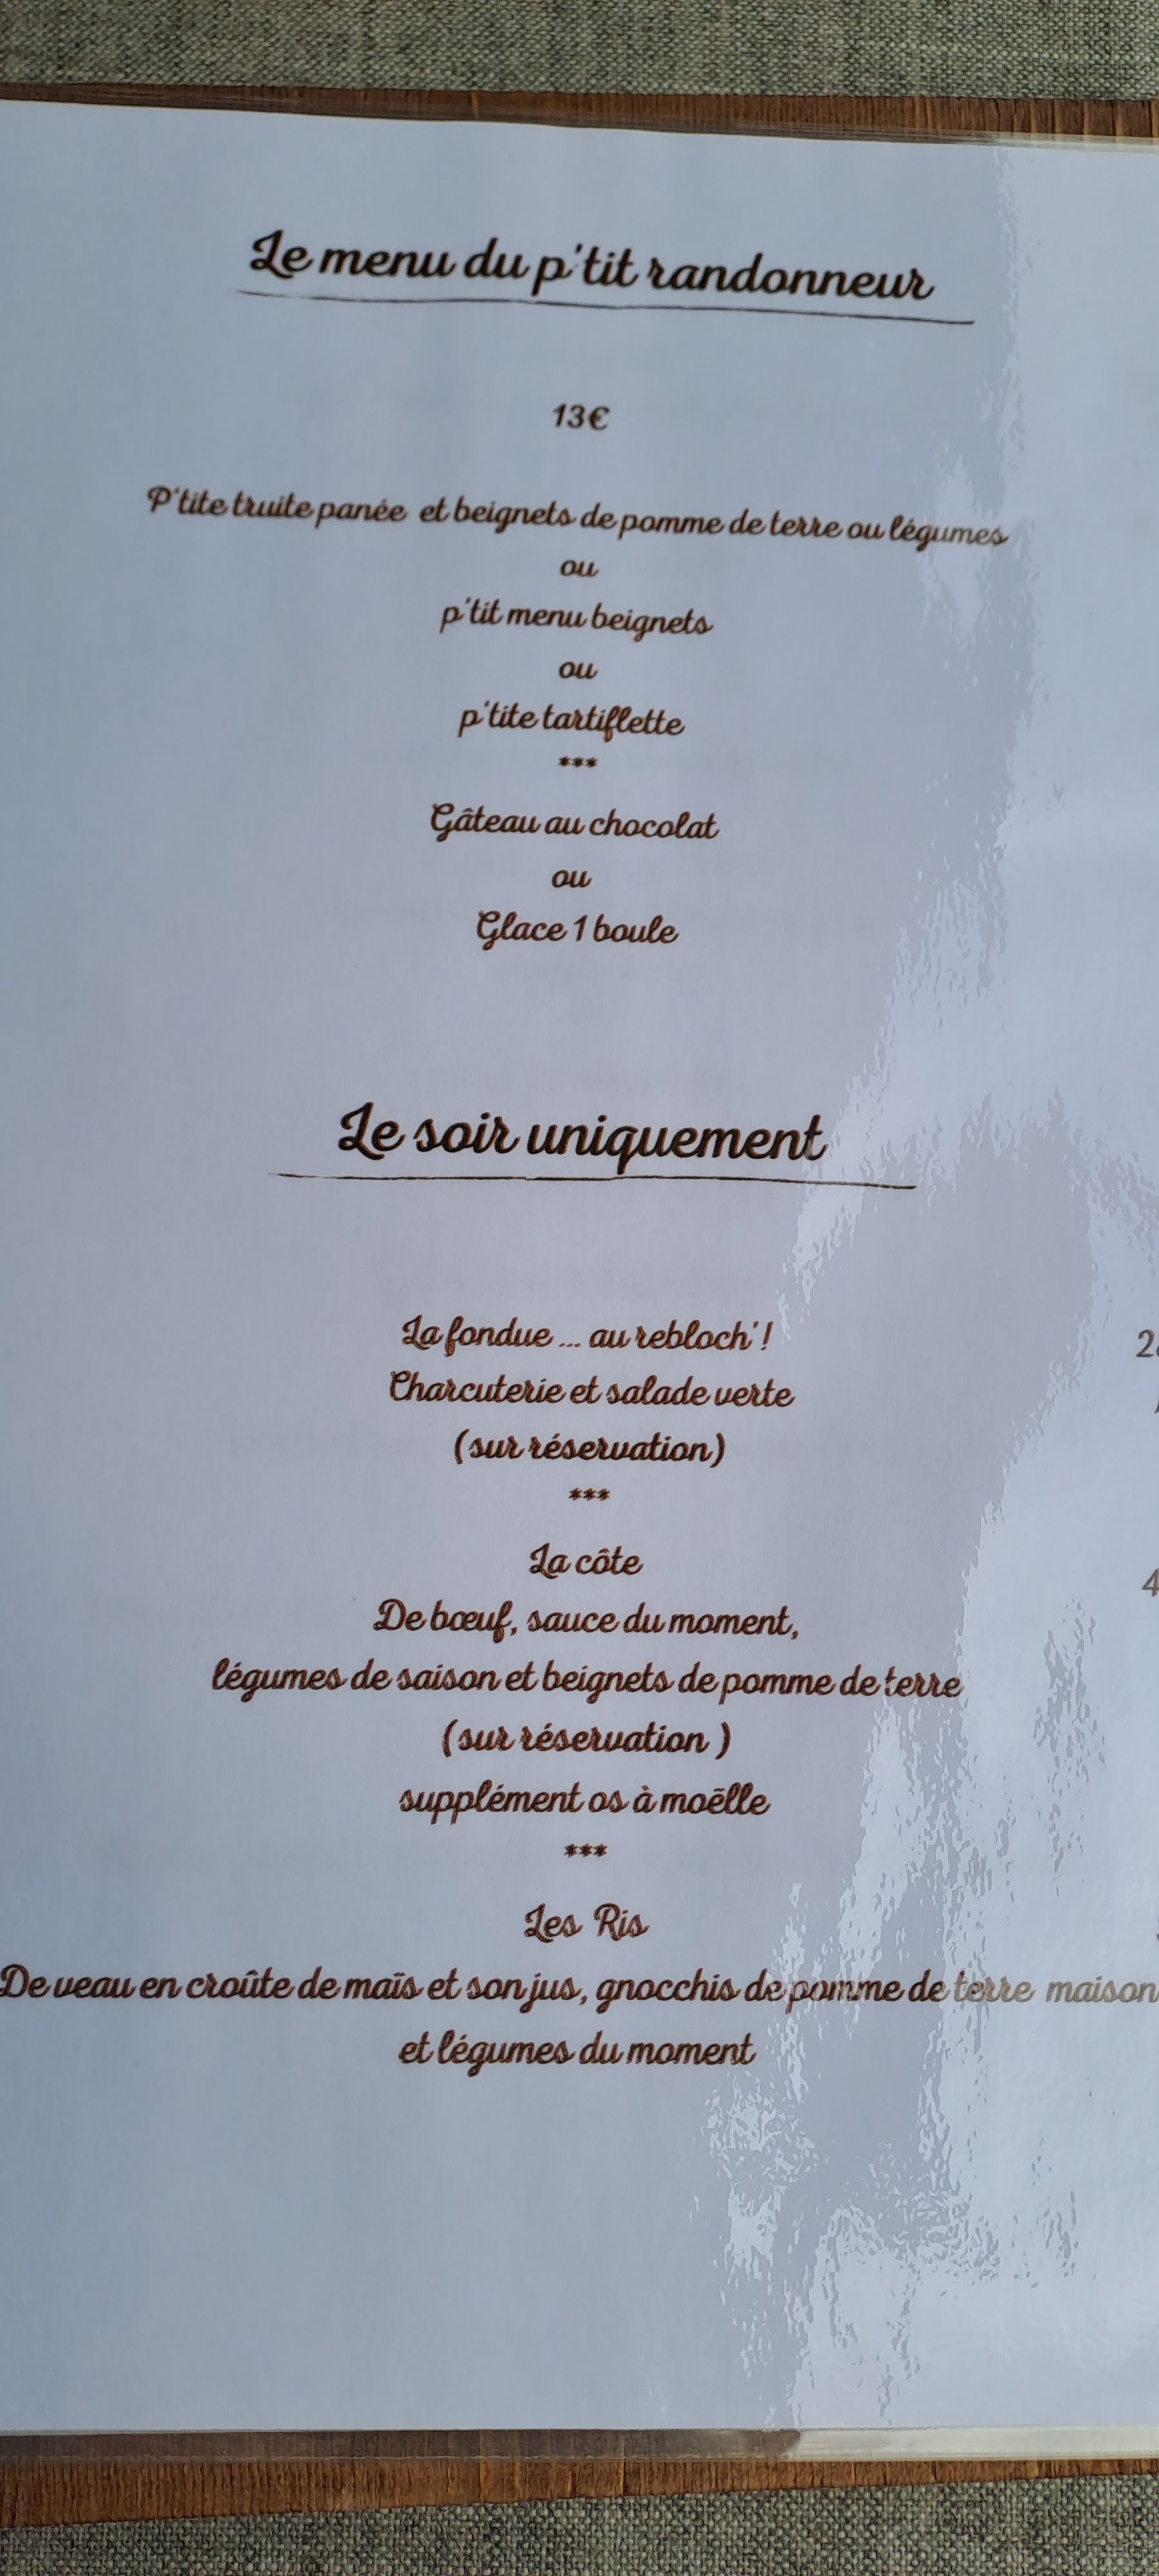 Le menu du p'tit randonneur
13€
P'tite truite panée et beignets de pomme de terre ou légumes
ou
p'tit menu beignets
ou
p'tite tartiflette
***
Gâteau au chocolat
ou
Glace 1 boule
Le soir uniquement
La fondue ... au rebloch' !
Charcuterie et salade verte
(sur réservation)
***
La côte
De bœuf, sauce du moment,
légumes de saison et beignets de pomme de terre
(sur réservation )
supplément os à moëlle
***
Les Ris
De veau en croûte de maïs et son jus, gnocchis de pomme de terre maison
et légumes du moment